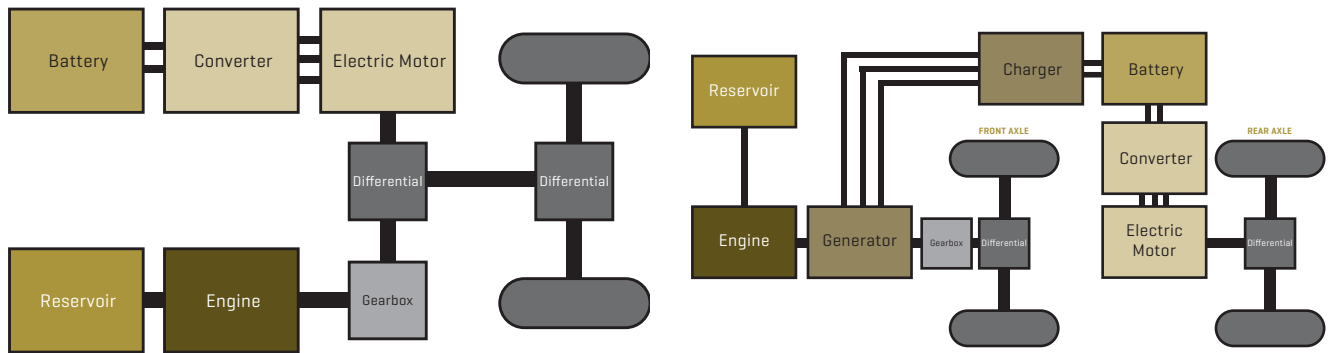 Battery
Converter
Electric Motor
Differential
Differential
Reservoir
Engine
Gearbox
Reservoir
Charger
Battery
FRONT AXLE
REAR AXLE
Converter
Engine
Generator
Gearbox
Differential
Electric
Motor
Differential